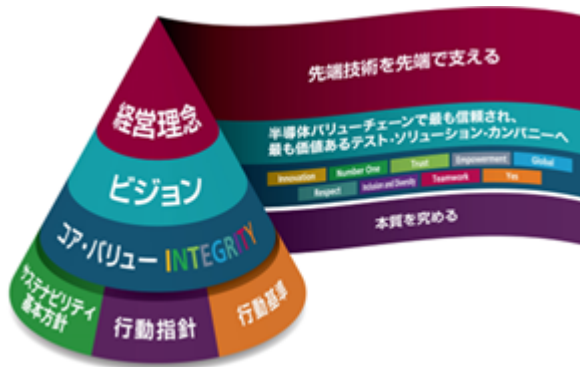 経営理念
先端技術を先端で支える
ビジョン
半導体バリューチェーンで最も信頼され、
最も価値あるテスト・ソリューション・カンパニーへ
コア・バリュー INTEGRITY
Innovation Number One Trust Empowerment Global
Respect Inclusion and Diversity Teamwork Yes
サステナビリティ
基本方針
行動指針
行動基準
本質を究める